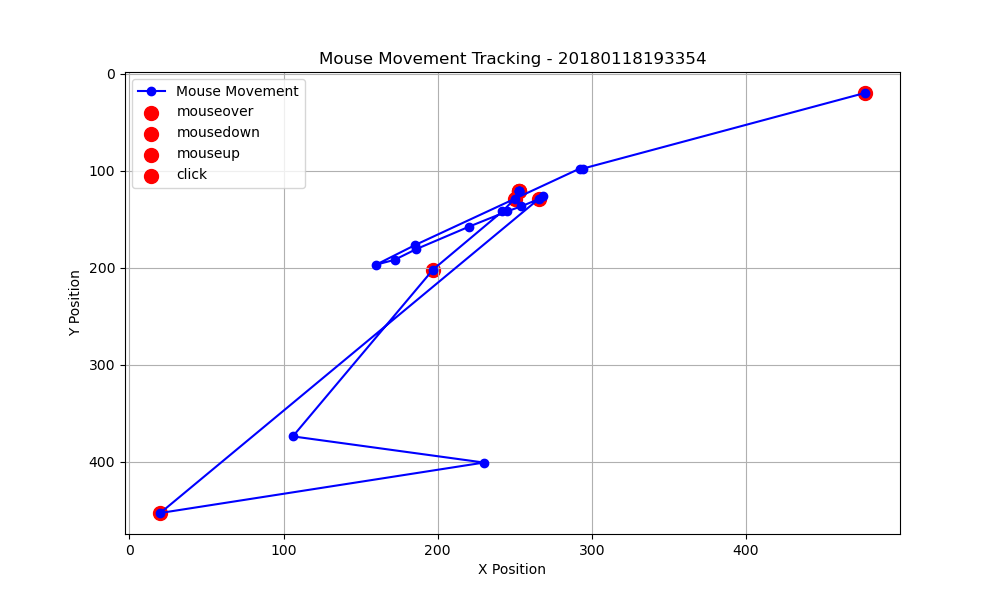 Mouse Movement Tracking - 20180118193354
Mouse Movement
mouseover
mousedown
mouseup
click
0
100
200
300
400
Y Position
0
100
200
300
400
X Position